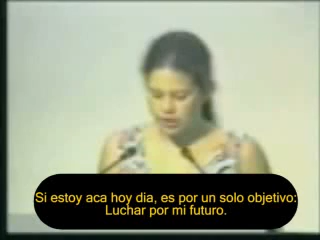 Si estoy aca hoy dia, es por un solo objetivo:
Luchar por mi futuro.